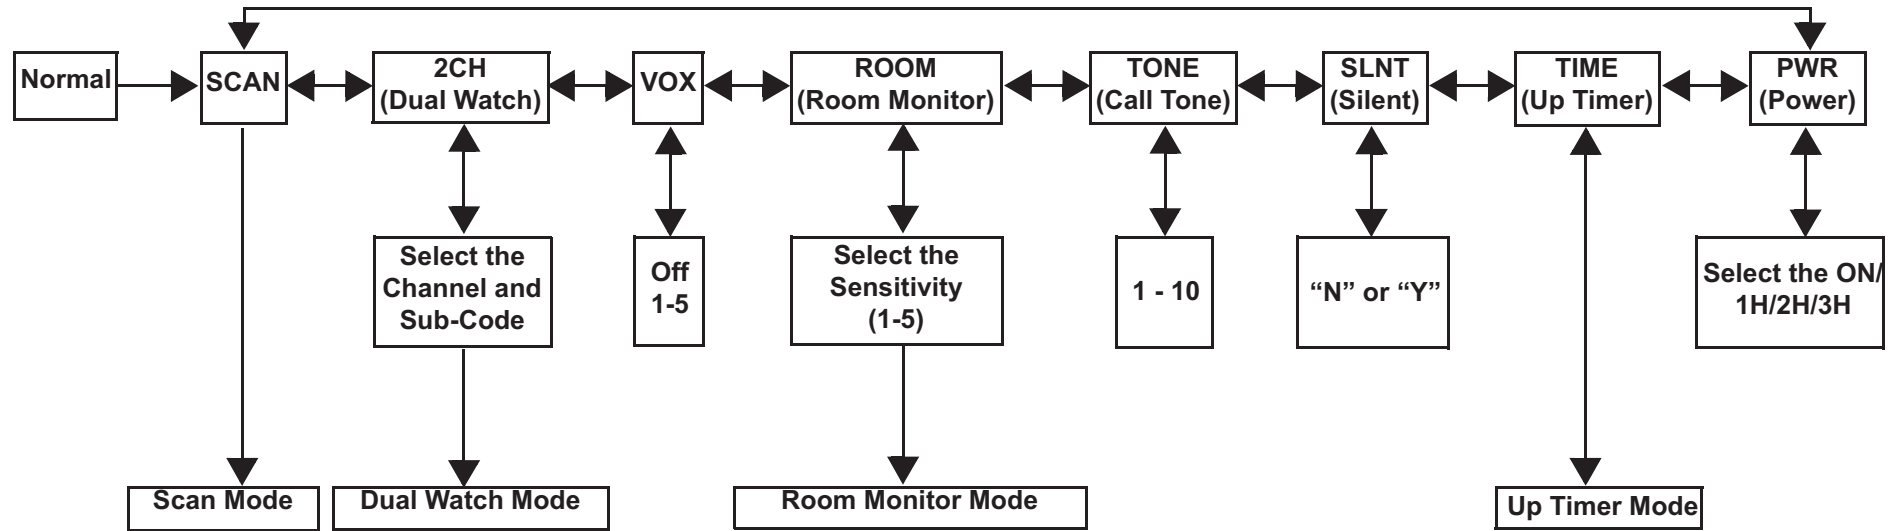 Normal
SCAN
2CH
(Dual Watch)
VOX
ROOM
(Room Monitor)
TONE
(Call Tone)
SLNT
(Silent)
TIME
(Up Timer)
PWR
(Power)
Select the
Channel and
Sub-Code
Off
1-5
Select the
Sensitivity
(1-5)
1 - 10
“N” or “Y”
Select the ON/
1H/2H/3H
Scan Mode
Dual Watch Mode
Room Monitor Mode
Up Timer Mode